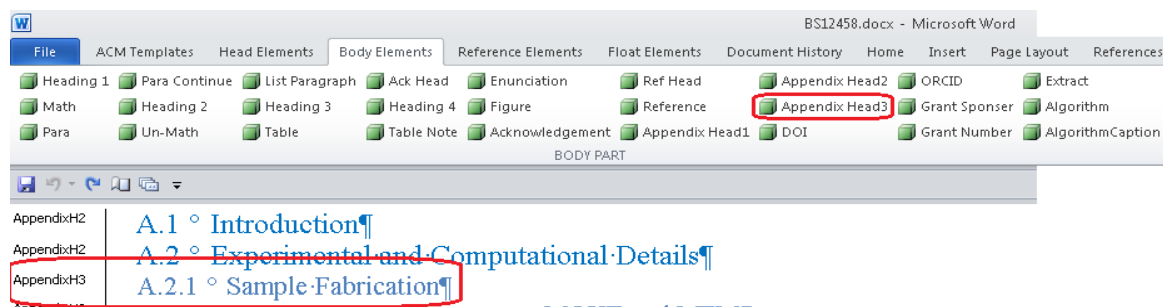 W
BS12458.docx - Microsoft Word
File ACM Templates Head Elements Body Elements Reference Elements Float Elements Document History Home Insert Page Layout References
Heading 1 Para Continue List Paragraph Ack Head Enunciation Ref Head Appendix Head2 ORCID Extract
Math Heading 2 Heading 3 Heading 4 Figure Reference Appendix Head3 Grant Sponser Algorithm
Para Un-Math Table Table Note Acknowledgement Appendix Head1 DOI Grant Number AlgorithmCaption
BODY PART
AppendixH2 A.1 ° Introduction¶
AppendixH2 A.2 ° Experimental·and·Computational·Details¶
AppendixH3 A.2.1 ° Sample·Fabrication¶